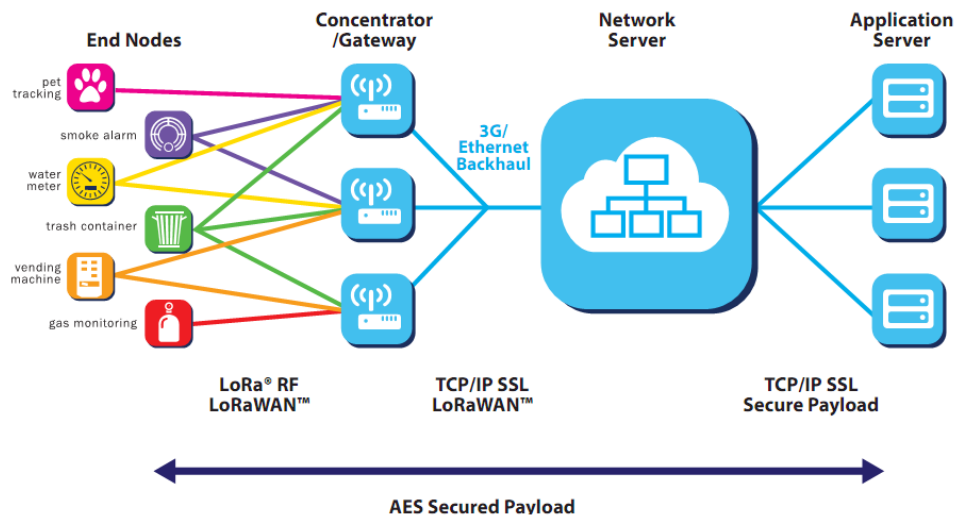 End Nodes
Concentrator
/Gateway
Network
Server
Application
Server
pet
tracking
smoke alarm
water
meter
trash container
vending
machine
gas monitoring
3G/
Ethernet
Backhaul
LoRa® RF
LoRaWAN™
TCP/IP SSL
LoRaWAN™
TCP/IP SSL
Secure Payload
AES Secured Payload